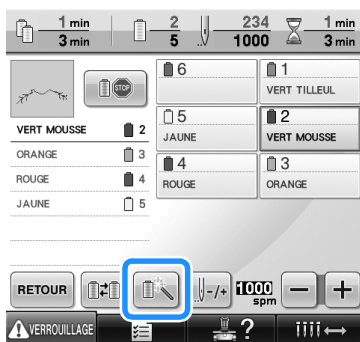 1 min
3 min
2
5
234
1000
1 min
3 min
STOP
6
1
VERT TILLEUL
VERT MOUSSE 2
5
JAUNE
2
VERT MOUSSE
ORANGE 3
ROUGE 4
4
ROUGE
3
ORANGE
JAUNE 5
RETOUR
-/+
1000
spm
−
+
VERROUILLAGE
?